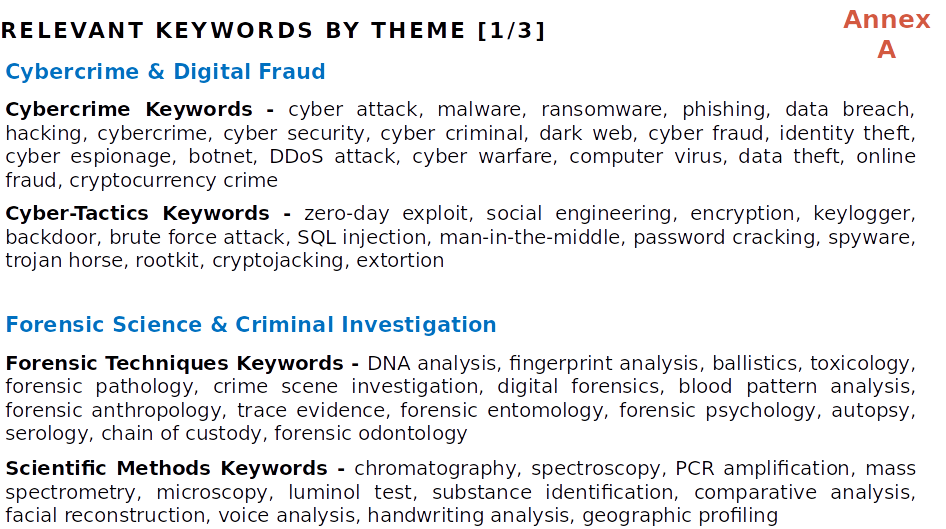 RELEVANT KEYWORDS BY THEME [1/3]
Annex
A
Cybercrime & Digital Fraud
Cybercrime Keywords - cyber attack, malware, ransomware, phishing, data breach,
hacking, cybercrime, cyber security, cyber criminal, dark web, cyber fraud, identity theft,
cyber espionage, botnet, DDoS attack, cyber warfare, computer virus, data theft, online
fraud, cryptocurrency crime
Cyber-Tactics Keywords - zero-day exploit, social engineering, encryption, keylogger,
backdoor, brute force attack, SQL injection, man-in-the-middle, password cracking, spyware,
trojan horse, rootkit, cryptojacking, extortion
Forensic Science & Criminal Investigation
Forensic Techniques Keywords - DNA analysis, fingerprint analysis, ballistics, toxicology,
forensic pathology, crime scene investigation, digital forensics, blood pattern analysis,
forensic anthropology, trace evidence, forensic entomology, forensic psychology, autopsy,
serology, chain of custody, forensic odontology
Scientific Methods Keywords - chromatography, spectroscopy, PCR amplification, mass
spectrometry, microscopy, luminol test, substance identification, comparative analysis,
facial reconstruction, voice analysis, handwriting analysis, geographic profiling